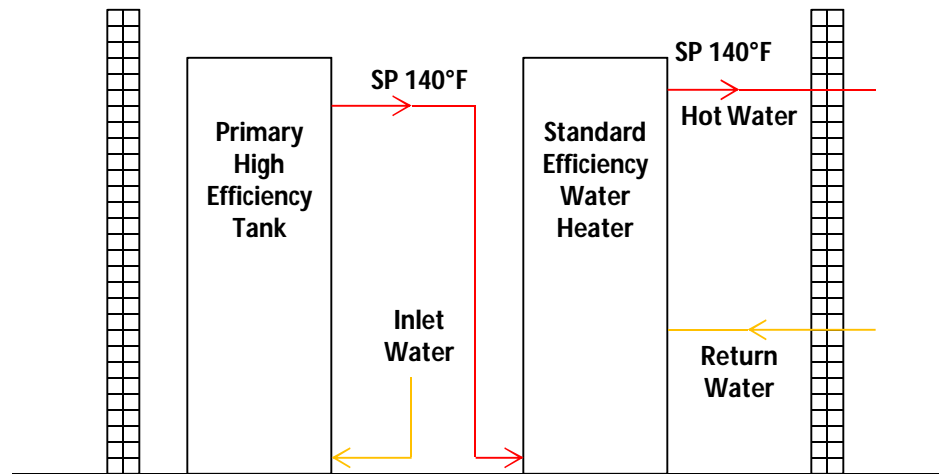 SP 140°F
Primary
High
Efficiency
Tank
Inlet
Water
SP 140°F
Hot Water
Standard
Efficiency
Water
Heater
Return
Water